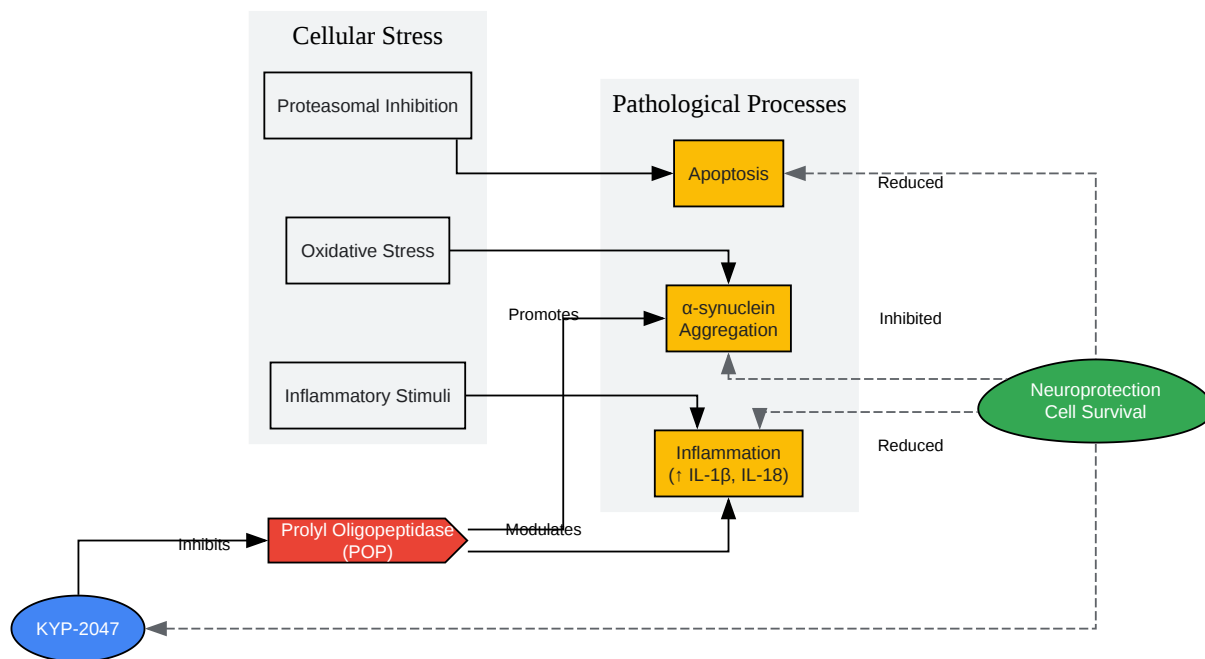 Cellular Stress
Proteasomal Inhibition
Pathological Processes
Apoptosis
Reduced
Oxidative Stress
Promotes
α-synuclein
Aggregation
Inhibited
Inflammatory Stimuli
Neuroprotection
Cell Survival
Inflammation
(↑ IL-1β, IL-18)
Reduced
Inhibits
Prolyl Oligopeptidase
(POP)
Modulates
KYP-2047